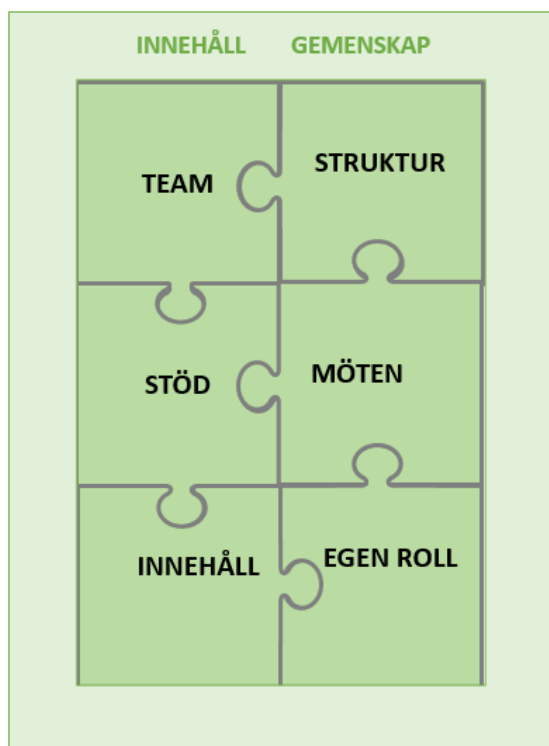 INNEHÅLL GEMENSKAP
TEAM
STRUKTUR
STÖD
MÖTEN
INNEHÅLL
EGEN ROLL